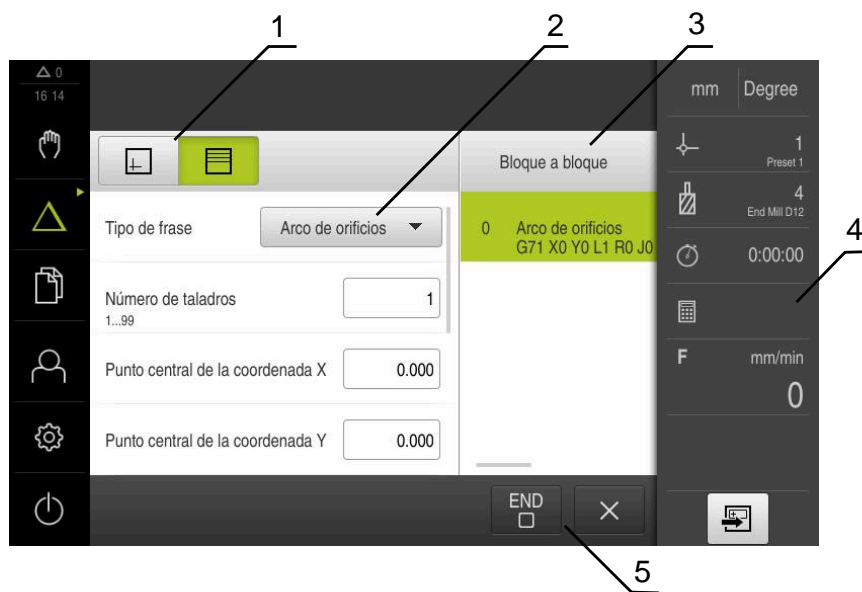 1
2
3
0
16 14
mm Degree
1
Preset 1
Bloque a bloque
4
End Mill D12
4
Tipo de frase Arco de orificios
0 Arco de orificios
G71 X0 Y0 L1 R0 J0
0:00:00
Número de taladros 1
1...99
F mm/min
0
Punto central de la coordenada X 0.000
Punto central de la coordenada Y 0.000
END
5